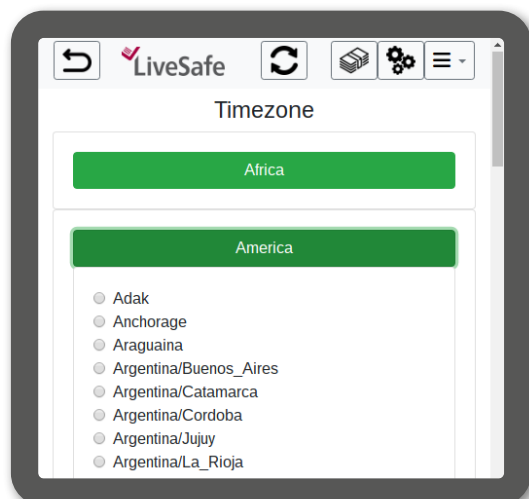 LiveSafe
Timezone
Africa
America
Adak
Anchorage
Araguaina
Argentina/Buenos_Aires
Argentina/Catamarca
Argentina/Cordoba
Argentina/Jujuy
Argentina/La_Rioja